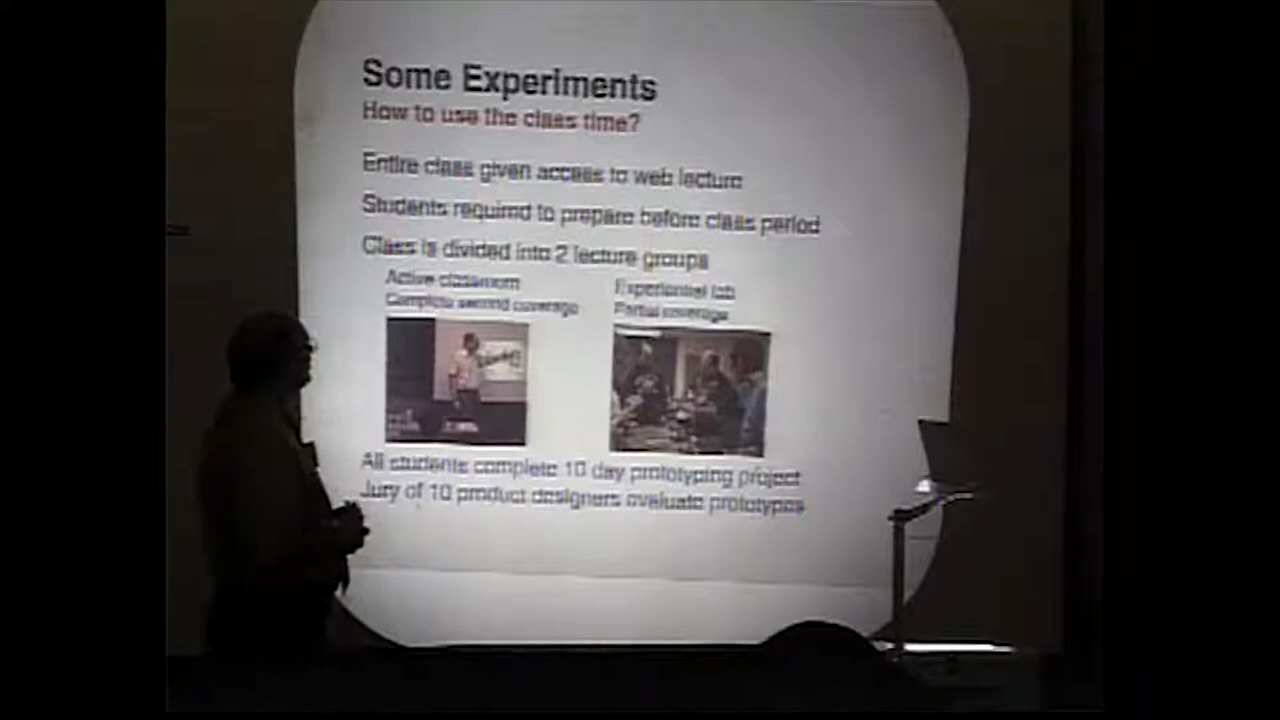 Some Experiments
How to use the class time?
Entire class given access to web lecture
Students required to prepare before class period
Class is divided into 2 lecture groups
Active classroom
Complete second coverage
Experiential lab
Partial coverage
All students complete 10 day prototyping project
Jury of 10 product designers evaluate prototypes